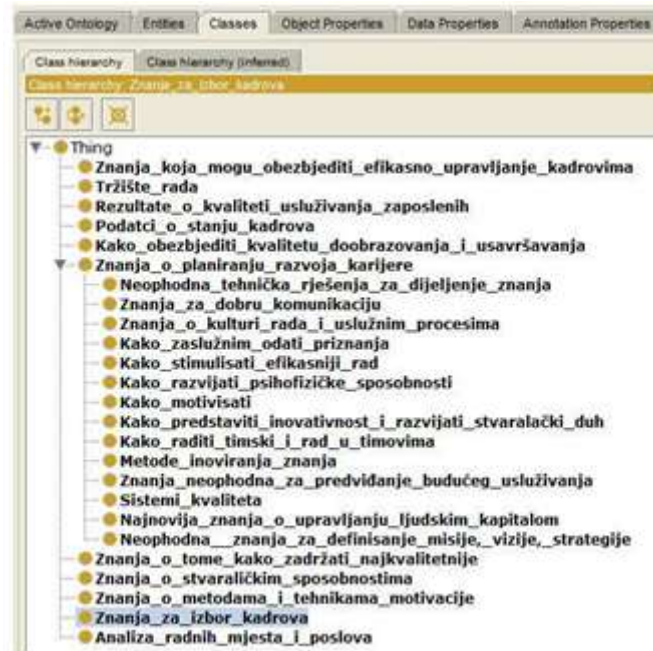 Active Ontology Entities Classes Object Properties Data Properties Annotation Properties
Class hierarchy Class hierarchy (inferred)
Class hierarchy: Znanja_za_izbor_kadrova
Thing
Znanja_koja_mogu_obezbjediti_efikasno_upravljanje_kadrovima
Tržište_rada
Rezultate_o_kvaliteti_usluživanja_zaposlenih
Podatci_o_stanju_kadrova
Kako_obezbjediti_kvalitetu_doobrazovanja_i_usavršavanja
Znanja_o_planiranju_razvoja_karijere
Neophodna_tehnička_rješenja_za_dijeljenje_znanja
Znanja_za_dobru_komunikaciju
Znanja_o_kulturi_rada_i_uslužnim_procesima
Kako_zaslužnim_odati_priznanja
Kako_stimulisati_efikasniji_rad
Kako_razvijati_psihofizičke_sposobnosti
Kako_motivisati
Kako_predstaviti_inovativnost_i_razvijati_stvaralački_duh
Kako_raditi_timski_i_rad_u_timovima
Metode_inoviranja_znanja
Znanja_neophodna_za_predviđanje_budućeg_usluživanja
Sistemi_kvaliteta
Najnovija_znanja_o_upravljanju_ljudskim_kapitalom
Neophodna__znanja_za_definisanje_misije,_vizije,_strategije
Znanja_o_tome_kako_zadržati_najkvalitetnije
Znanja_o_stvaraličkim_sposobnostima
Znanja_o_metodama_i_tehnikama_motivacije
Znanja_za_izbor_kadrova
Analiza_radnih_mjesta_i_poslova